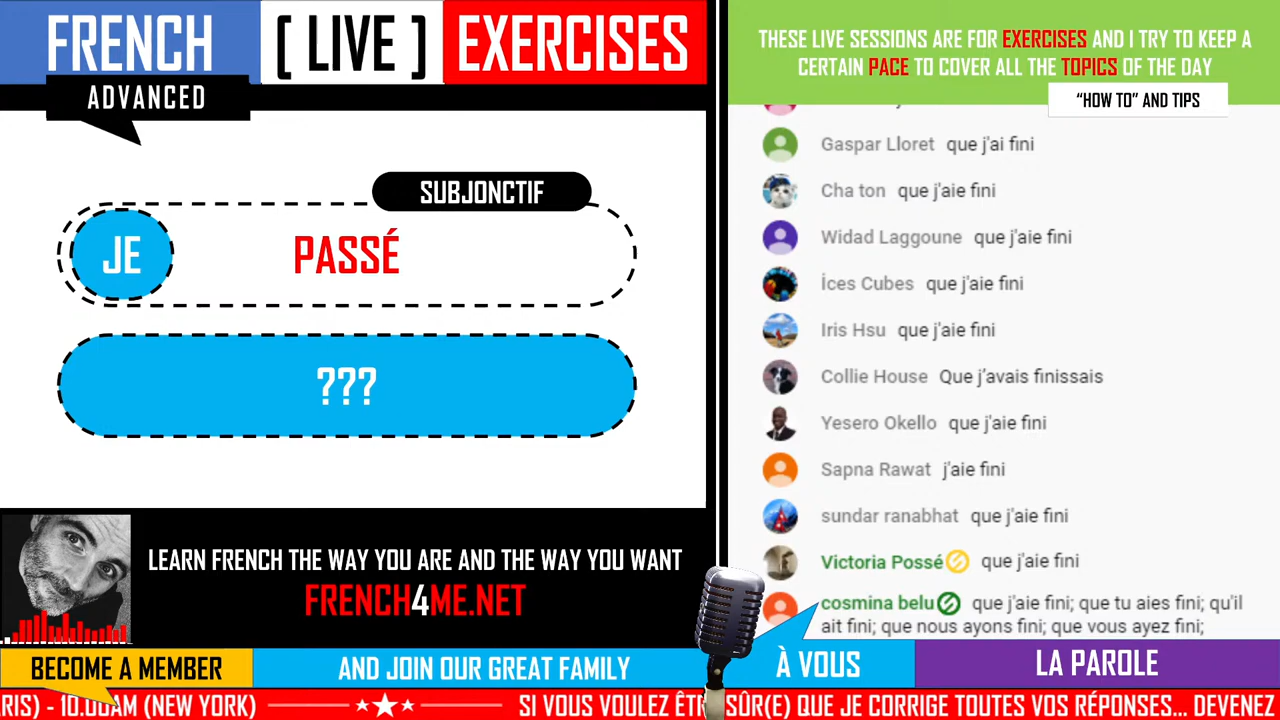 FRENCH
[ LIVE ]
EXERCISES
ADVANCED
SUBJONCTIF
JE
PASSÉ
???
LEARN FRENCH THE WAY YOU ARE AND THE WAY YOU WANT
FRENCH4ME.NET
BECOME A MEMBER
AND JOIN OUR GREAT FAMILY
THESE LIVE SESSIONS ARE FOR EXERCISES AND I TRY TO KEEP A
CERTAIN PACE TO COVER ALL THE TOPICS OF THE DAY
“HOW TO” AND TIPS
Gaspar Lloret que j'ai fini
Cha ton que j'aie fini
Widad Laggoune que j'aie fini
İces Cubes que j'aie fini
Iris Hsu que j'aie fini
Collie House Que j’avais finissais
Yesero Okello que j'aie fini
Sapna Rawat j'aie fini
sundar ranabhat que j'aie fini
Victoria Possé que j'aie fini
cosmina belu que j'aie fini; que tu aies fini; qu'il
ait fini; que nous ayons fini; que vous ayez fini;
À VOUS
LA PAROLE
ARIS) - 10.00AM (NEW YORK)
SI VOUS VOULEZ ÊTR SÛR(E) QUE JE CORRIGE TOUTES VOS RÉPONSES... DEVENEZ